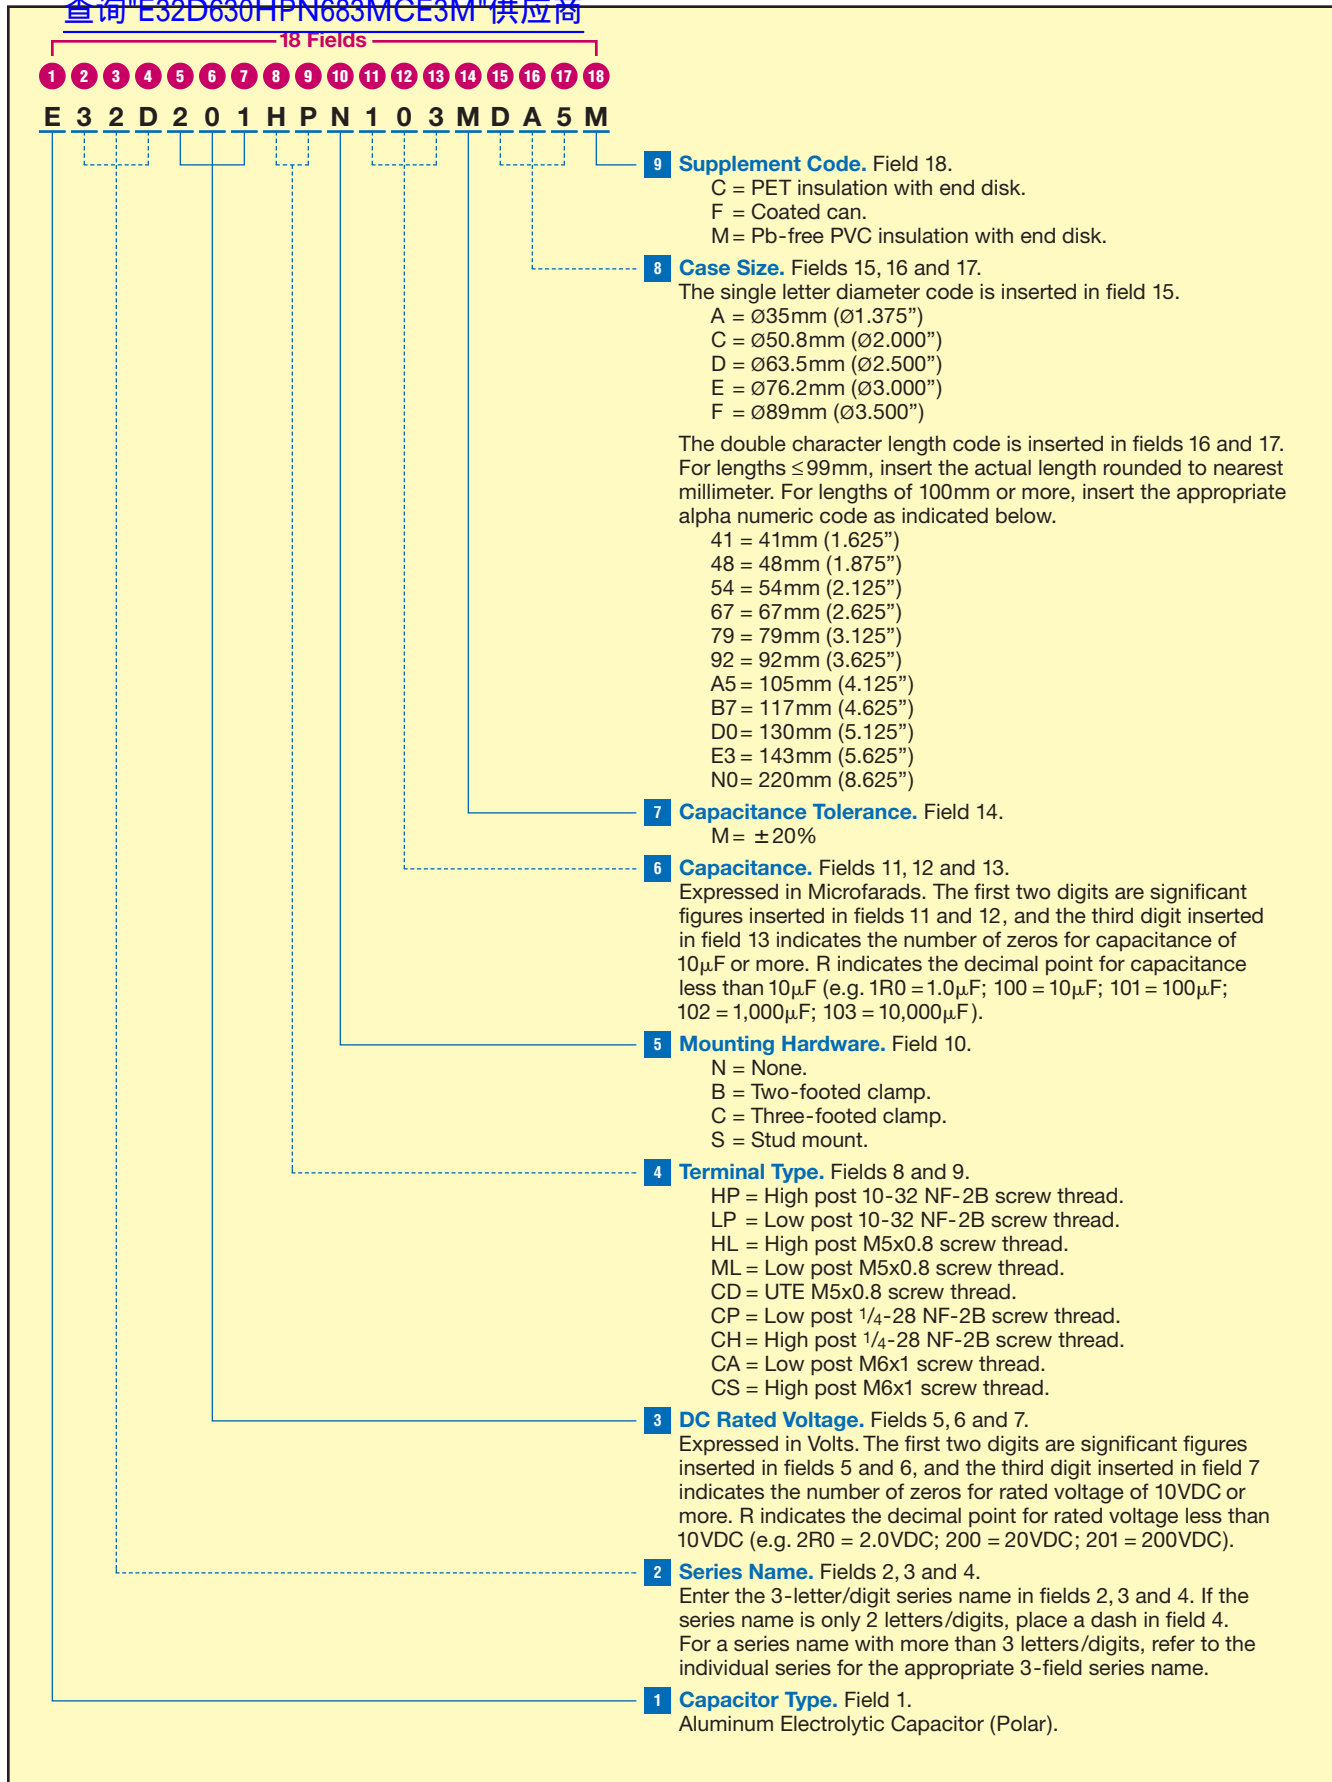 查询"E32D630HPN683MCE3M"供应商
18 Fields
1 2 3 4 5 6 7 8 9 10 11 12 13 14 15 16 17 18
E 3 2 D 2 0 1 H P N 1 0 3 M D A 5 M
9 Supplement Code. Field 18.
C = PET insulation with end disk.
F = Coated can.
M = Pb-free PVC insulation with end disk.
8 Case Size. Fields 15, 16 and 17.
The single letter diameter code is inserted in field 15.
A = Ø35mm (Ø1.375”)
C = Ø50.8mm (Ø2.000”)
D = Ø63.5mm (Ø2.500”)
E = Ø76.2mm (Ø3.000”)
F = Ø89mm (Ø3.500”)
The double character length code is inserted in fields 16 and 17.
For lengths ≤99mm, insert the actual length rounded to nearest
millimeter. For lengths of 100mm or more, insert the appropriate
alpha numeric code as indicated below.
41 = 41mm (1.625”)
48 = 48mm (1.875”)
54 = 54mm (2.125”)
67 = 67mm (2.625”)
79 = 79mm (3.125”)
92 = 92mm (3.625”)
A5 = 105mm (4.125”)
B7 = 117mm (4.625”)
D0 = 130mm (5.125”)
E3 = 143mm (5.625”)
N0 = 220mm (8.625”)
7 Capacitance Tolerance. Field 14.
M = ±20%
6 Capacitance. Fields 11, 12 and 13.
Expressed in Microfarads. The first two digits are significant
figures inserted in fields 11 and 12, and the third digit inserted
in field 13 indicates the number of zeros for capacitance of
10μF or more. R indicates the decimal point for capacitance
less than 10μF (e.g. 1R0 = 1.0μF; 100 = 10μF; 101 = 100μF;
102 = 1,000μF; 103 = 10,000μF).
5 Mounting Hardware. Field 10.
N = None.
B = Two-footed clamp.
C = Three-footed clamp.
S = Stud mount.
4 Terminal Type. Fields 8 and 9.
HP = High post 10-32 NF-2B screw thread.
LP = Low post 10-32 NF-2B screw thread.
HL = High post M5x0.8 screw thread.
ML = Low post M5x0.8 screw thread.
CD = UTE M5x0.8 screw thread.
CP = Low post 1/4-28 NF-2B screw thread.
CH = High post 1/4-28 NF-2B screw thread.
CA = Low post M6x1 screw thread.
CS = High post M6x1 screw thread.
3 DC Rated Voltage. Fields 5, 6 and 7.
Expressed in Volts. The first two digits are significant figures
inserted in fields 5 and 6, and the third digit inserted in field 7
indicates the number of zeros for rated voltage of 10VDC or
more. R indicates the decimal point for rated voltage less than
10VDC (e.g. 2R0 = 2.0VDC; 200 = 20VDC; 201 = 200VDC).
2 Series Name. Fields 2, 3 and 4.
Enter the 3-letter/digit series name in fields 2, 3 and 4. If the
series name is only 2 letters/digits, place a dash in field 4.
For a series name with more than 3 letters/digits, refer to the
individual series for the appropriate 3-field series name.
1 Capacitor Type. Field 1.
Aluminum Electrolytic Capacitor (Polar).